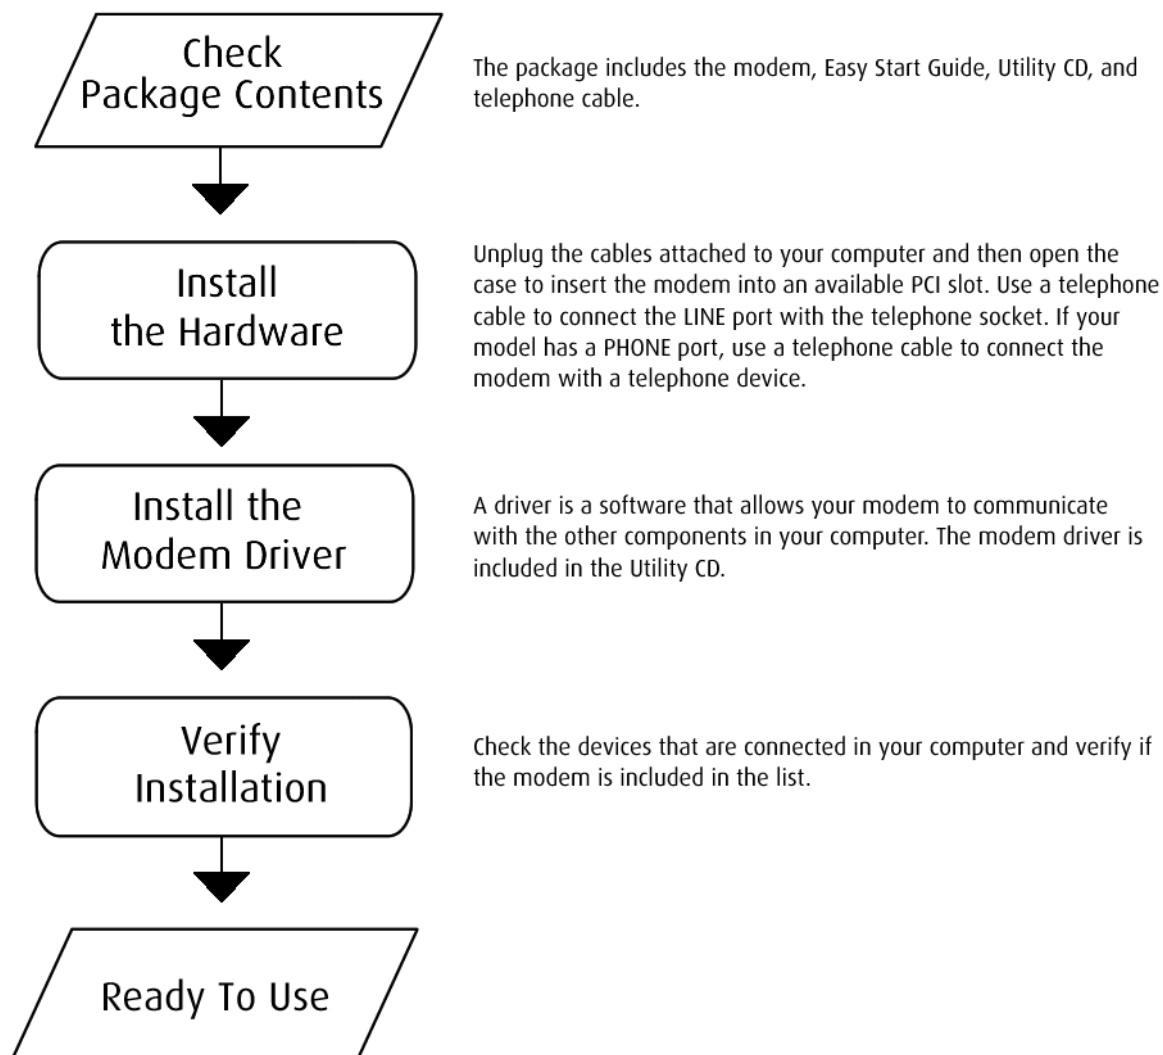 Check
Package Contents
The package includes the modem, Easy Start Guide, Utility CD, and
telephone cable.
Install
the Hardware
Unplug the cables attached to your computer and then open the
case to insert the modem into an available PCI slot. Use a telephone
cable to connect the LINE port with the telephone socket. If your
model has a PHONE port, use a telephone cable to connect the
modem with a telephone device.
Install the
Modem Driver
A driver is a software that allows your modem to communicate
with the other components in your computer. The modem driver is
included in the Utility CD.
Verify
Installation
Check the devices that are connected in your computer and verify if
the modem is included in the list.
Ready To Use